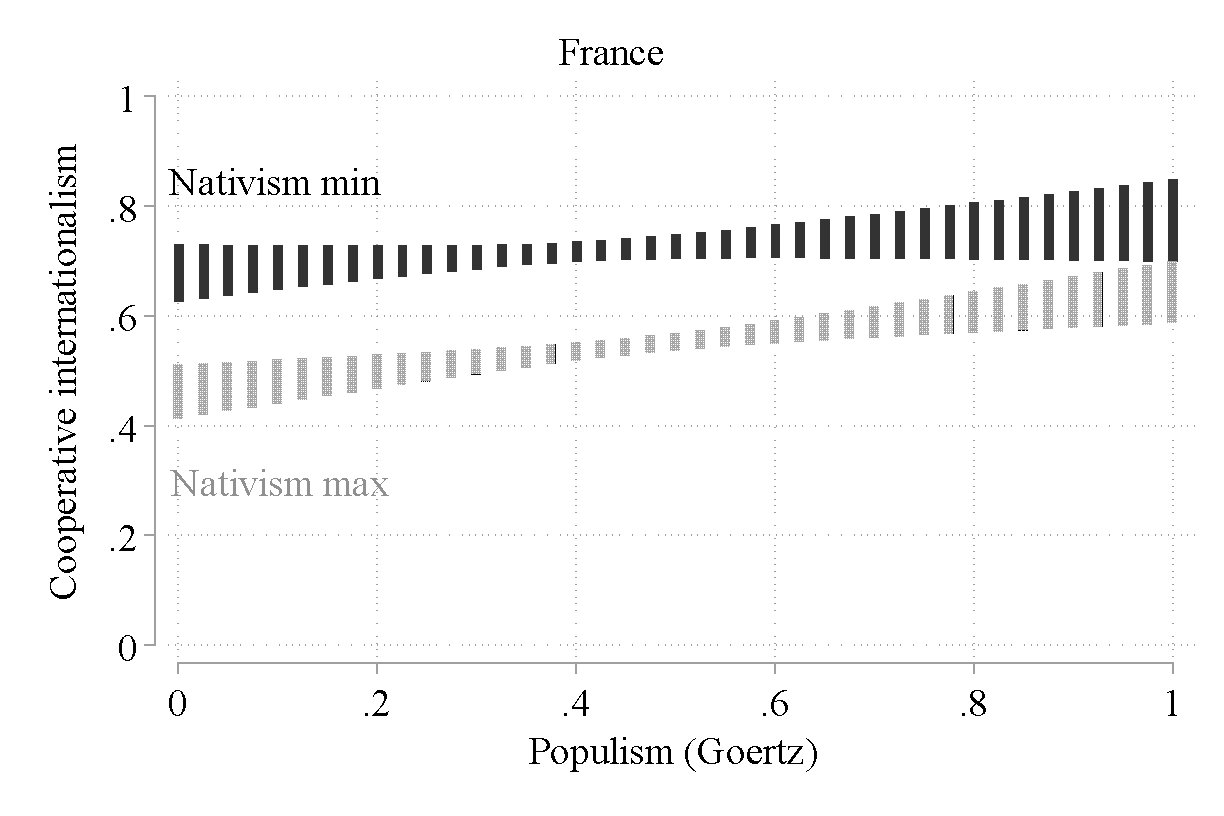 France
1
.8
.6
.4
.2
0
Cooperative internationalism
Nativism min
Nativism max
0 .2 .4 .6 .8 1
Populism (Goertz)